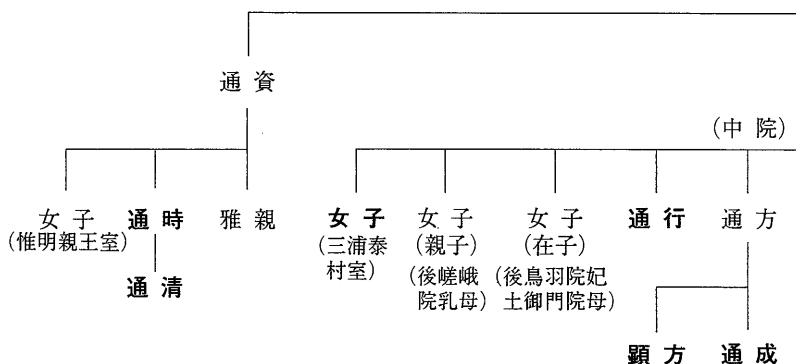 通資
(中院)
女子
(惟明親王室)
通時
雅親
女子
(三浦泰
村室)
女子
(親子)
(後嵯峨
院乳母)
女子
(在子)
(後鳥羽院妃
土御門院母)
通行
通方
通清
顕方
通成